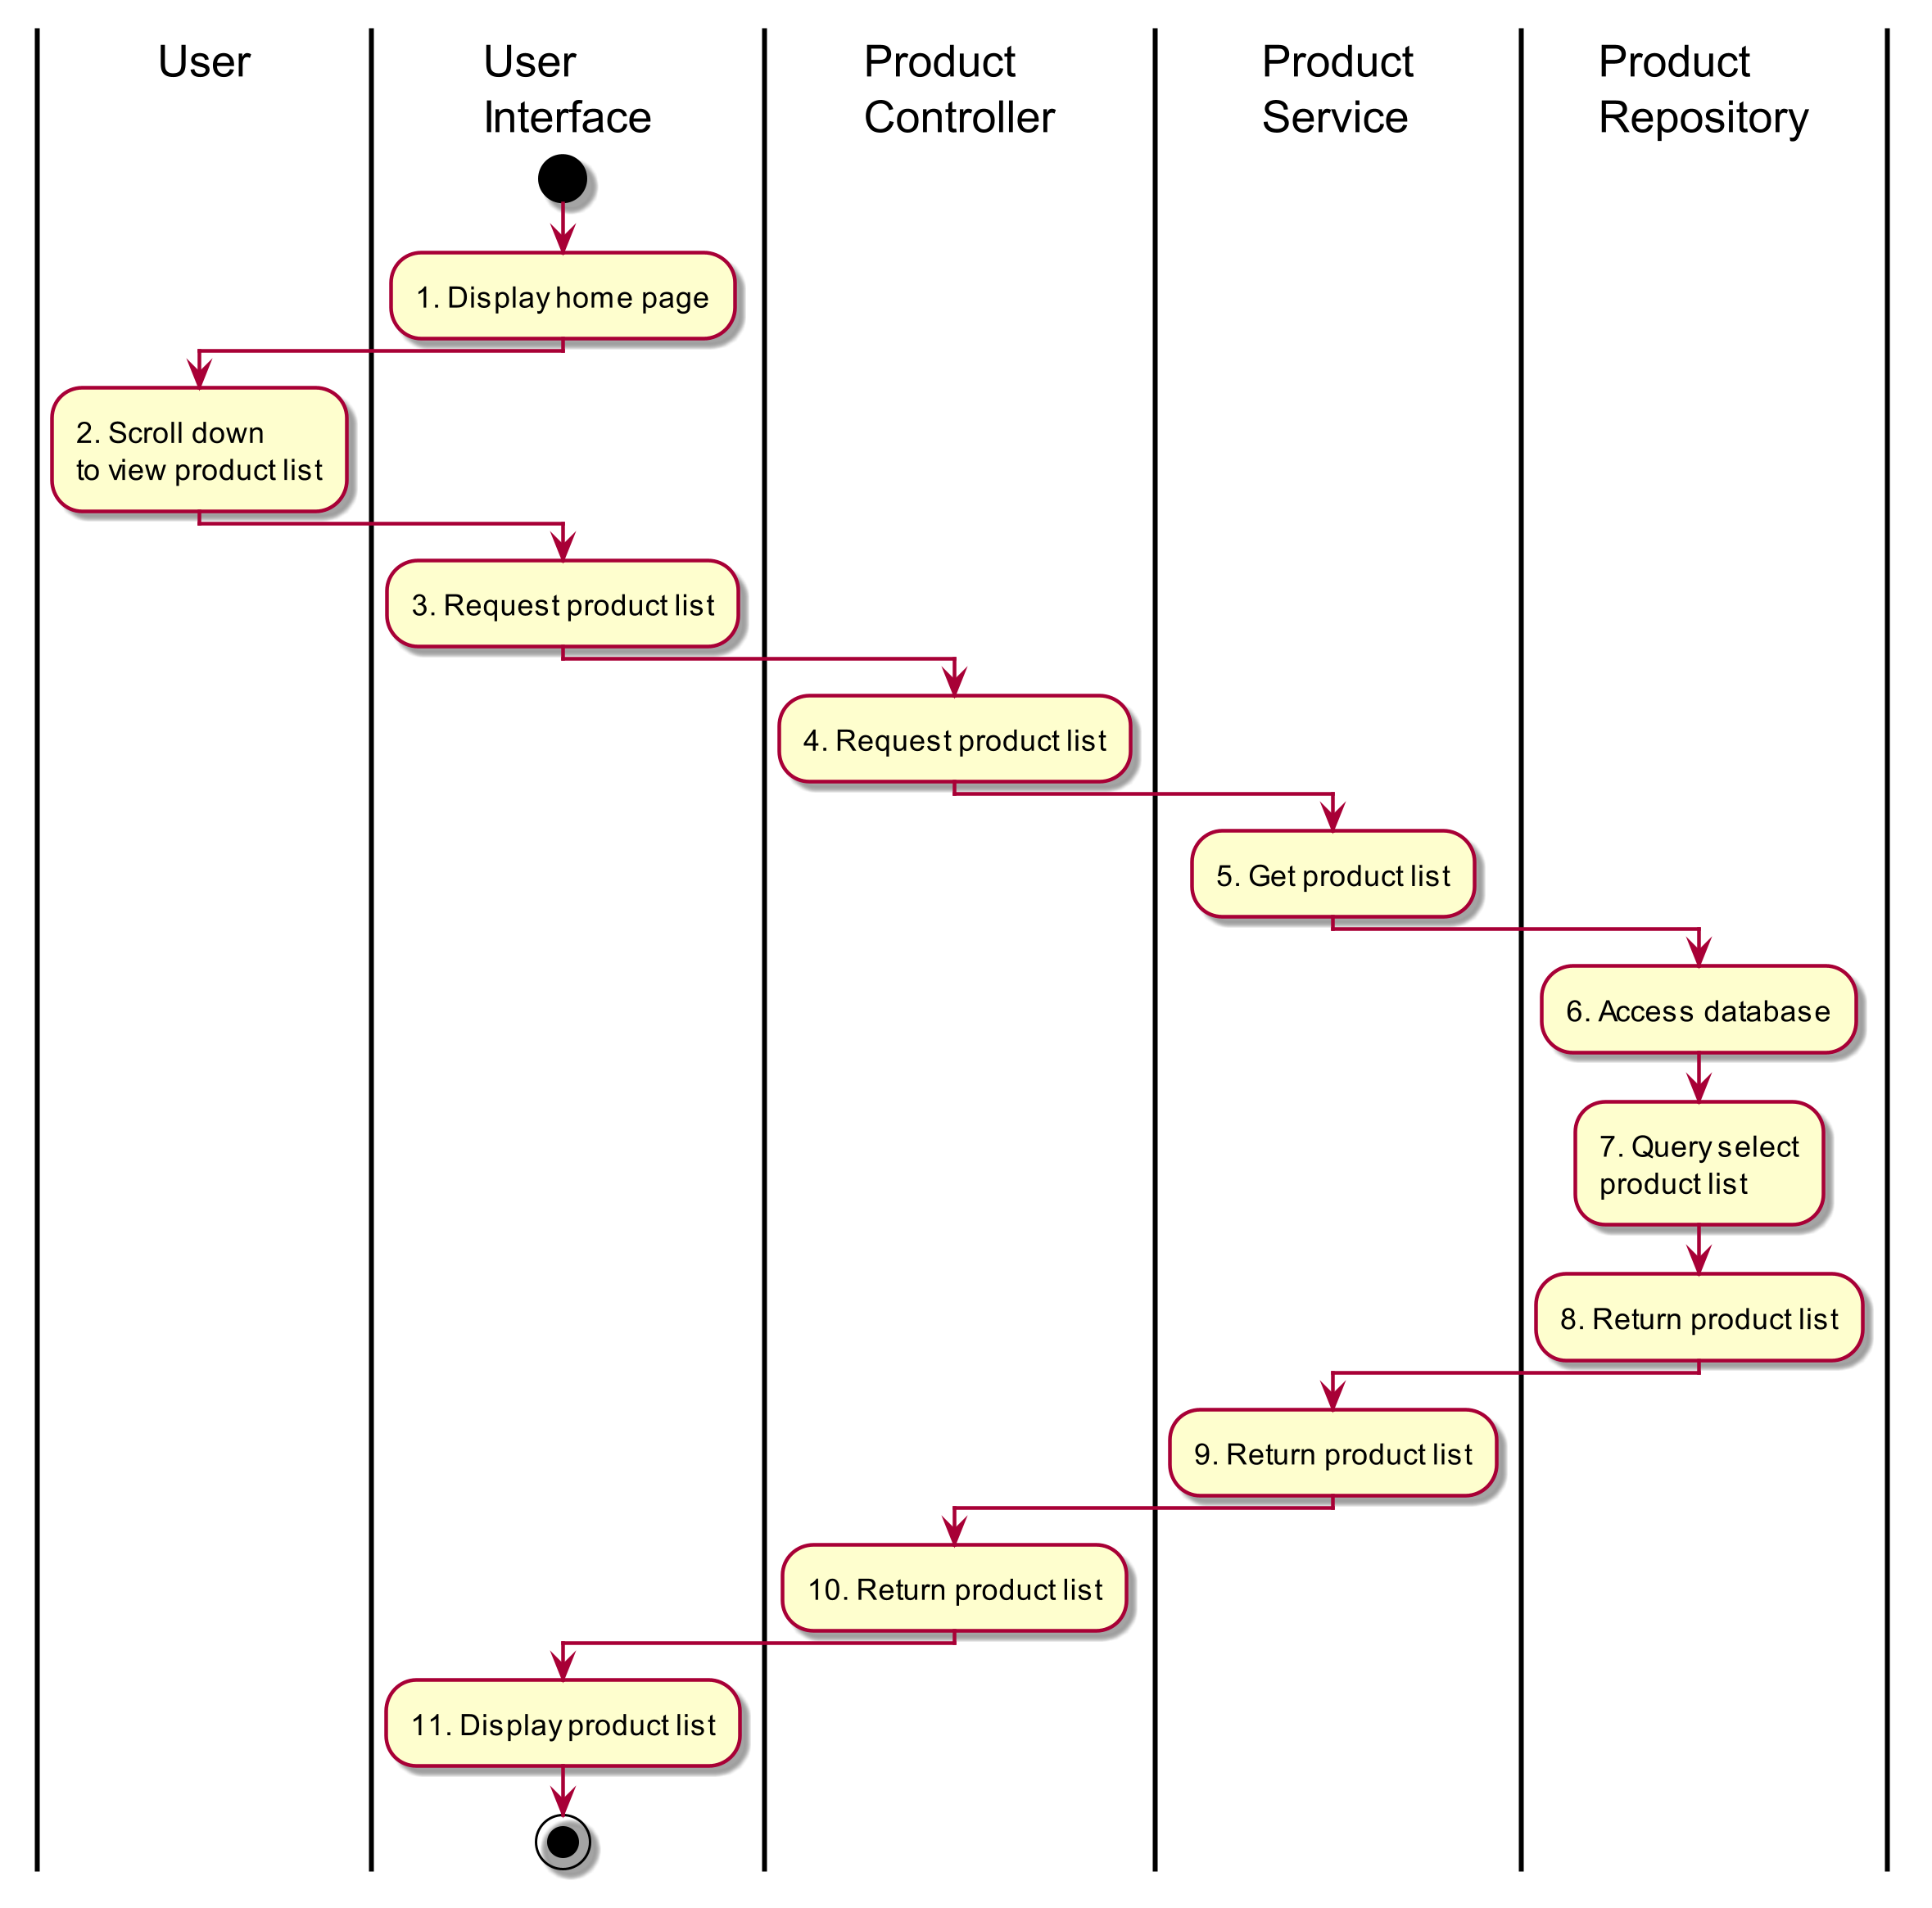 User
User
Interface
Product
Controller
Product
Service
Product
Repository
1. Display home page
2. Scroll down
to view product list
3. Request product list
4. Request product list
5. Get product list
6. Access database
7. Query select
product list
8. Return product list
9. Return product list
10. Return product list
11. Display product list